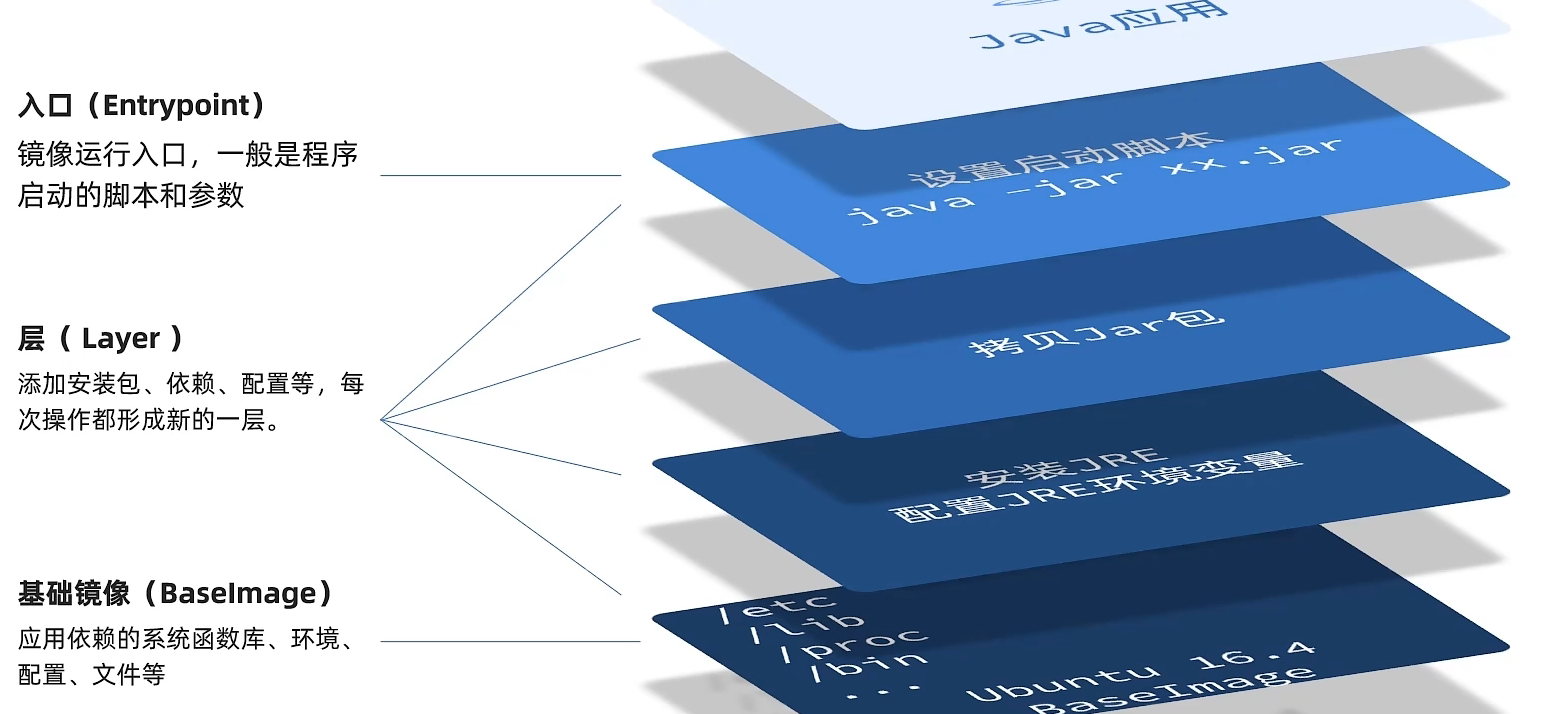 入口（Entrypoint）
镜像运行入口，一般是程序
启动的脚本和参数
层（ Layer ）
添加安装包、依赖、配置等，每
次操作都形成新的一层。
基础镜像（BaseImage）
应用依赖的系统函数库、环境、
配置、文件等
Java应用
设置启动脚本
java -jar xx.jar
拷贝Jar包
安装JRE
配置JRE环境变量
/etc
/lib
/proc
/bin
...
Ubuntu 16.4
BaseImage